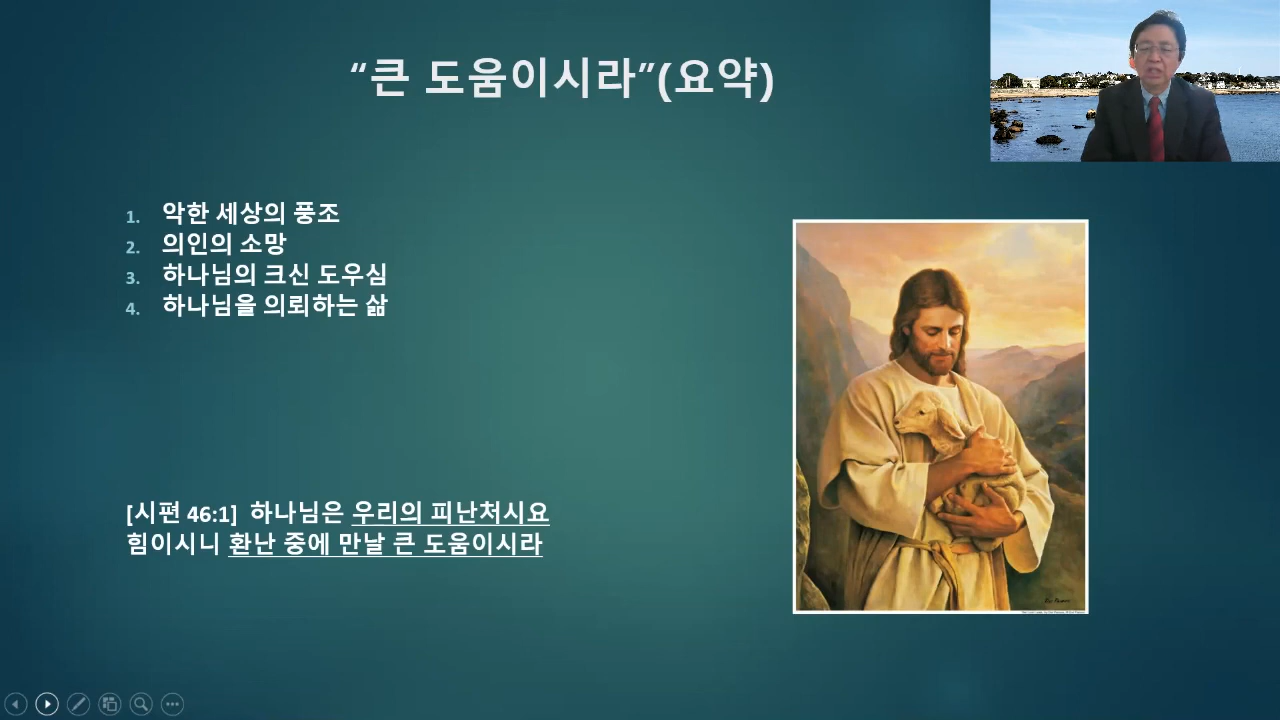 “큰 도움이시라”(요약)
1. 악한 세상의 풍조
2. 의인의 소망
3. 하나님의 크신 도우심
4. 하나님을 의뢰하는 삶
[시편 46:1] 하나님은 우리의 피난처시요
힘이시니 환난 중에 만날 큰 도움이시라